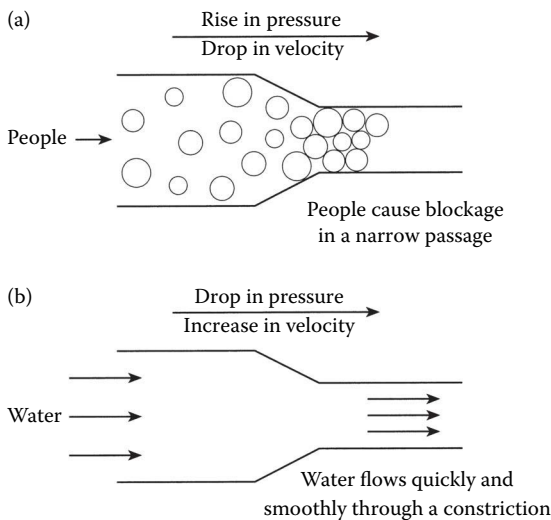 (a)
Rise in pressure
Drop in velocity
People
People cause blockage
in a narrow passage
(b)
Drop in pressure
Increase in velocity
Water
Water flows quickly and
smoothly through a constriction